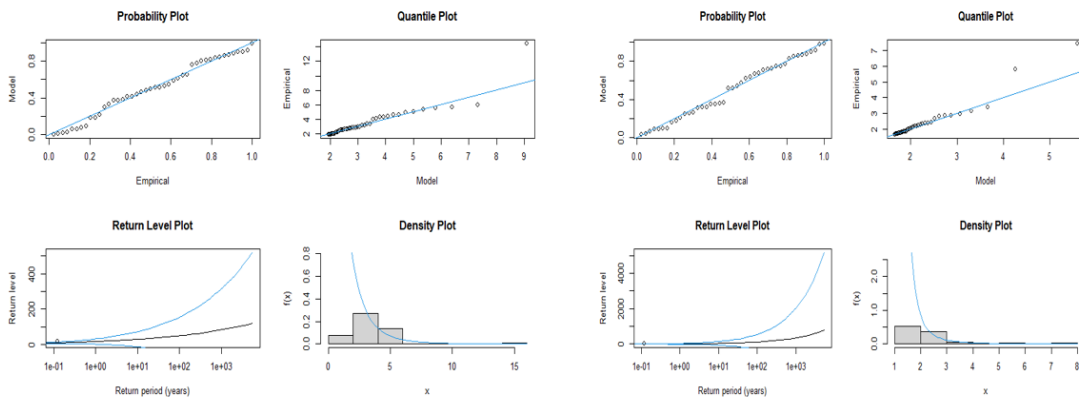 Probability Plot
Model
0.0 0.4 0.8
0.0 0.2 0.4 0.6 0.8 1.0
Empirical
Quantile Plot
Empirical
2 4 6 8 12
2 3 4 5 6 7 8 9
Model
Probability Plot
Model
0.0 0.4 0.8
0.0 0.2 0.4 0.6 0.8 1.0
Empirical
Quantile Plot
Empirical
2 3 4 5 6 7
2 3 4 5
Model
Return Level Plot
Return level
0 200 400
1e-01 1e+00 1e+01 1e+02 1e+03
Return period (years)
Density Plot
f(x)
0.0 0.2 0.4 0.6 0.8
0 5 10 15
x
Return Level Plot
Return level
0 2000 4000
1e-01 1e+00 1e+01 1e+02 1e+03
Return period (years)
Density Plot
f(x)
0.0 1.0 2.0
1 2 3 4 5 6 7 8
x